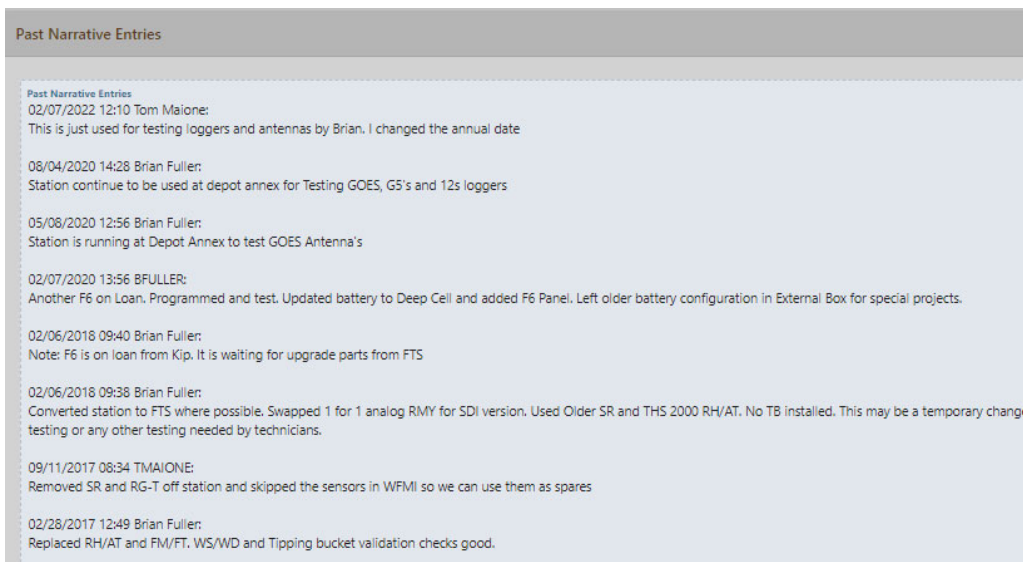 Past Narrative Entries
Past Narrative Entries
02/07/2022 12:10 Tom Maione:
This is just used for testing loggers and antennas by Brian. I changed the annual date
08/04/2020 14:28 Brian Fuller:
Station continue to be used at depot annex for Testing GOES, G5's and 12s loggers
05/08/2020 12:56 Brian Fuller:
Station is running at Depot Annex to test GOES Antenna's
02/07/2020 13:56 BFULLER:
Another F6 on Loan. Programmed and test. Updated battery to Deep Cell and added F6 Panel. Left older battery configuration in External Box for special projects.
02/06/2018 09:40 Brian Fuller:
Note: F6 is on loan from Kip. It is waiting for upgrade parts from FTS
02/06/2018 09:38 Brian Fuller:
Converted station to FTS where possible. Swapped 1 for 1 analog RMY for SDI version. Used Older SR and THS 2000 RH/AT. No TB installed. This may be a temporary change
testing or any other testing needed by technicians.
09/11/2017 08:34 TMAIONE:
Removed SR and RG-T off station and skipped the sensors in WFMI so we can use them as spares
02/28/2017 12:49 Brian Fuller:
Replaced RH/AT and FM/FT. WS/WD and Tipping bucket validation checks good.